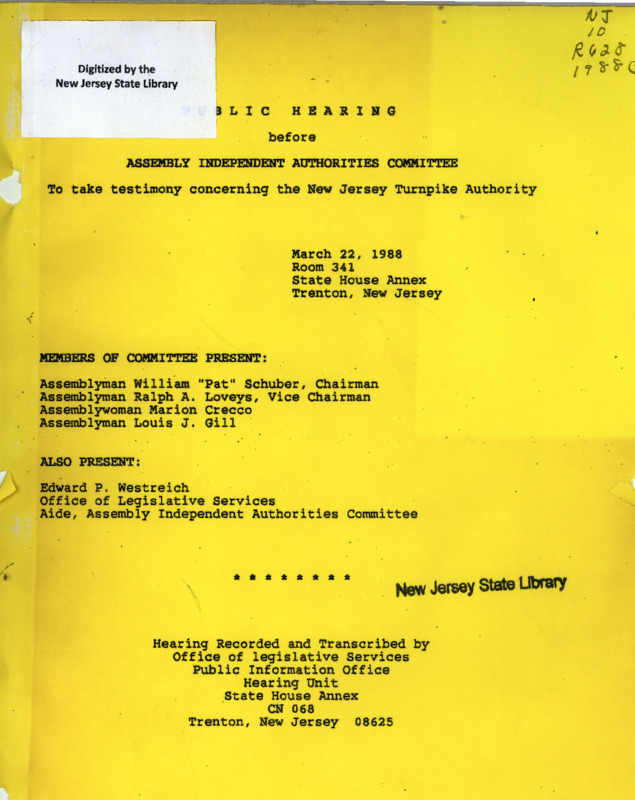 NJ
10
R628
1988c
Digitized by the
New Jersey State Library
PUBLIC HEARING
before
ASSEMBLY INDEPENDENT AUTHORITIES COMMITTEE
To take testimony concerning the New Jersey Turnpike Authority
March 22, 1988
Room 341
State House Annex
Trenton, New Jersey
MEMBERS OF COMMITTEE PRESENT:
Assemblyman William "Pat" Schuber, Chairman
Assemblyman Ralph A. Loveys, Vice Chairman
Assemblywoman Marion Crecco
Assemblyman Louis J. Gill
ALSO PRESENT:
Edward P. Westreich
Office of Legislative Services
Aide, Assembly Independent Authorities Committee
* * * * * * * *
New Jersey State Library
Hearing Recorded and Transcribed by
Office of legislative Services
Public Information Office
Hearing Unit
State House Annex
CN 068
Trenton, New Jersey 08625